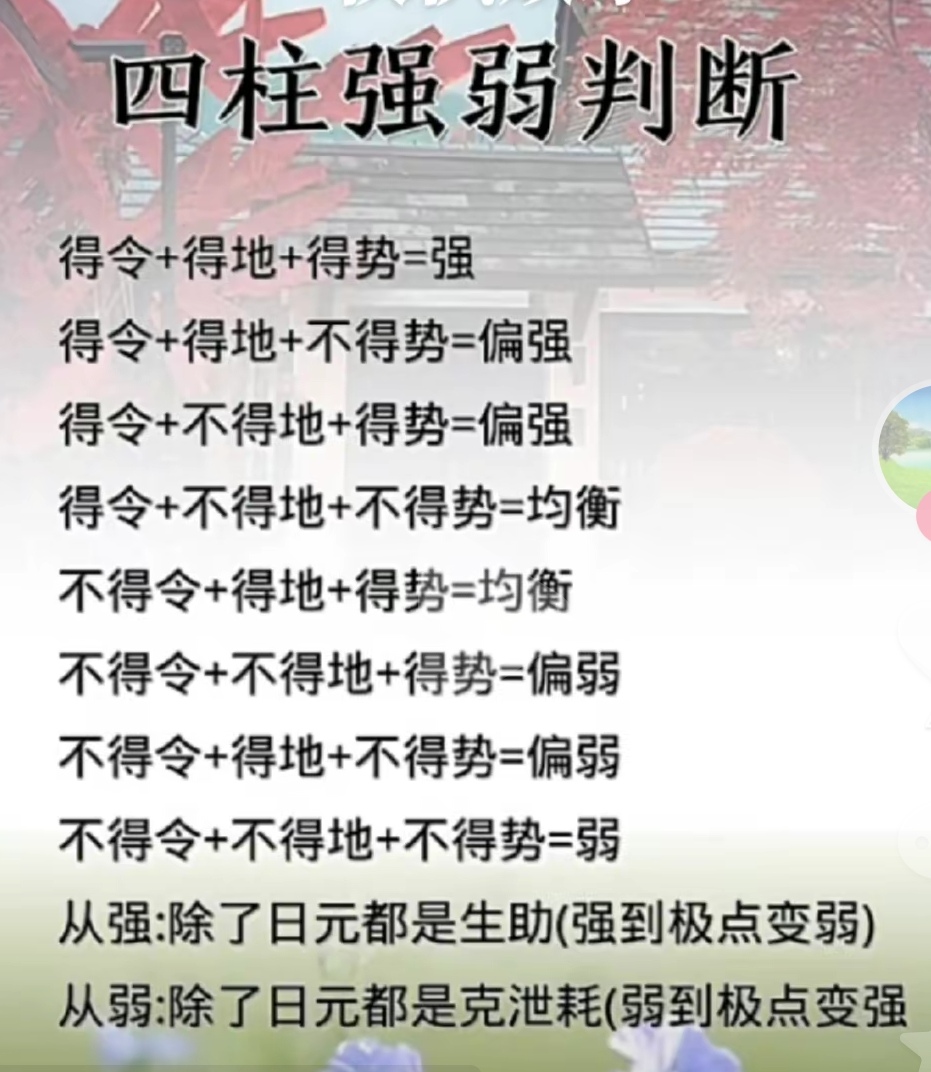 四柱强弱判断
得令+得地+得势=强
得令+得地+不得势=偏强
得令+不得地+得势=偏强
得令+不得地+不得势=均衡
不得令+得地+得势=均衡
不得令+不得地+得势=偏弱
不得令+得地+不得势=偏弱
不得令+不得地+不得势=弱
从强:除了日元都是生助(强到极点变弱)
从弱:除了日元都是克泄耗(弱到极点变强